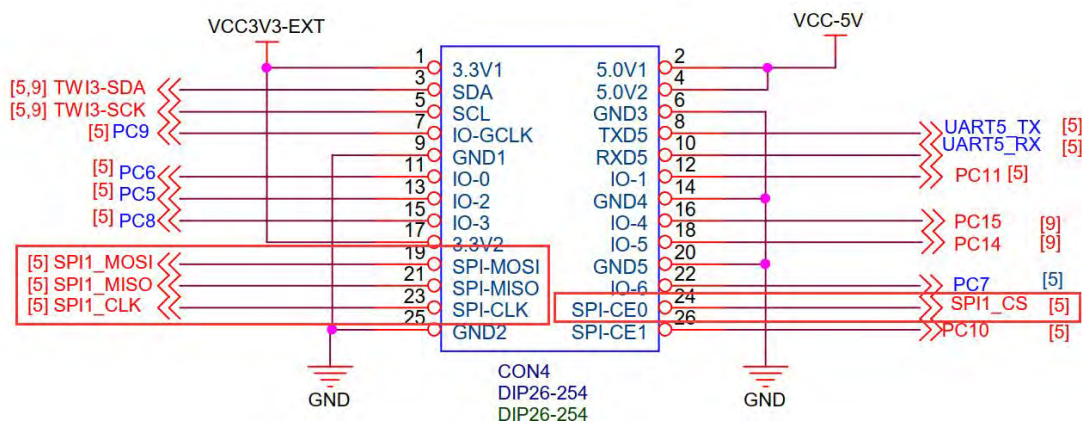 VCC3V3-EXT
VCC-5V
1 3.3V1 5.0V1 2
[5,9] TWI3-SDA 3 SDA 5.0V2 4
[5,9] TWI3-SCK 5 SCL GND3 6
[5] PC9 7 IO-GCLK TXD5 8 UART5_TX [5]
9 GND1 RXD5 10 UART5_RX [5]
[5] PC6 11 IO-0 IO-1 12 PC11 [5]
[5] PC5 13 IO-2 GND4 14
[5] PC8 15 IO-3 IO-4 16 PC15 [9]
17 3.3V2 IO-5 18 PC14 [9]
[5] SPI1_MOSI 19 SPI-MOSI GND5 20
[5] SPI1_MISO 21 SPI-MISO IO-6 22 PC7 [5]
[5] SPI1_CLK 23 SPI-CLK SPI-CE0 24 SPI1_CS [5]
25 GND2 SPI-CE1 26 PC10 [5]
CON4
GND DIP26-254 GND
DIP26-254